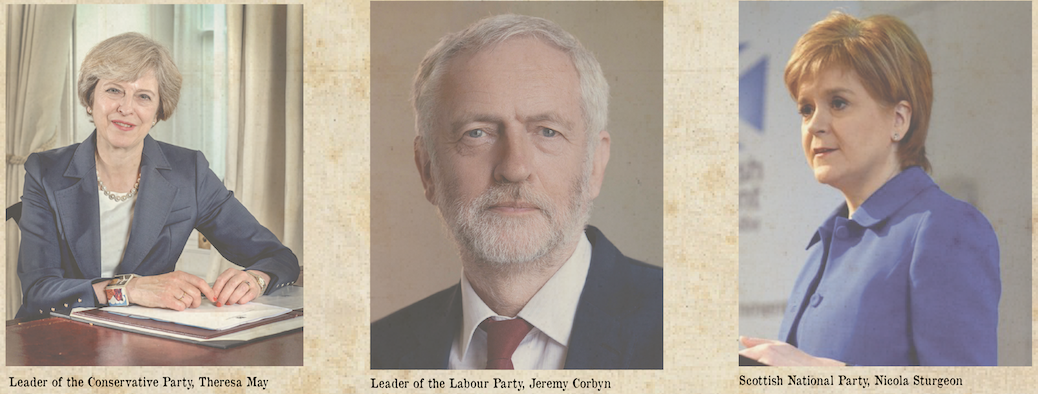 Leader of the Conservative Party, Theresa May
Leader of the Labour Party, Jeremy Corbyn
Scottish National Party, Nicola Sturgeon